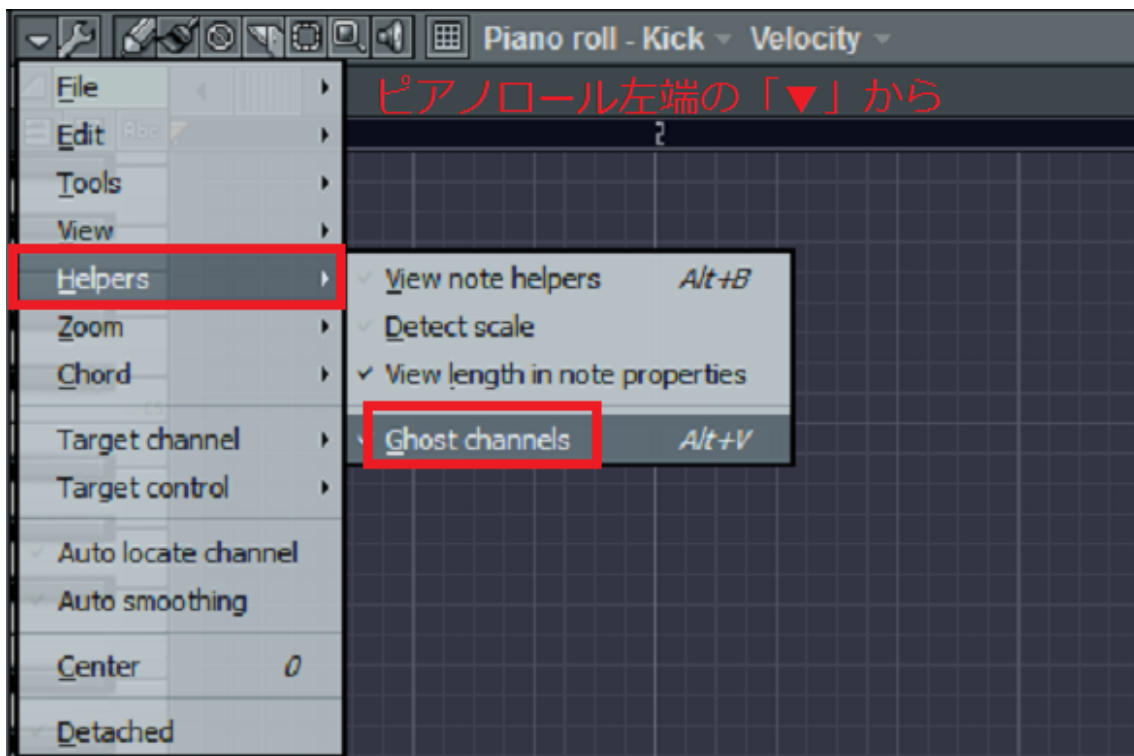 Piano roll - Kick Velocity
ピアノロール左端の「▼」から
File
Edit
Abc
2
Tools
View
Helpers
View note helpers Alt+B
Zoom
Detect scale
Chord
View length in note properties
Target channel
Ghost channels Alt+V
Target control
Auto locate channel
Auto smoothing
Center 0
Detached